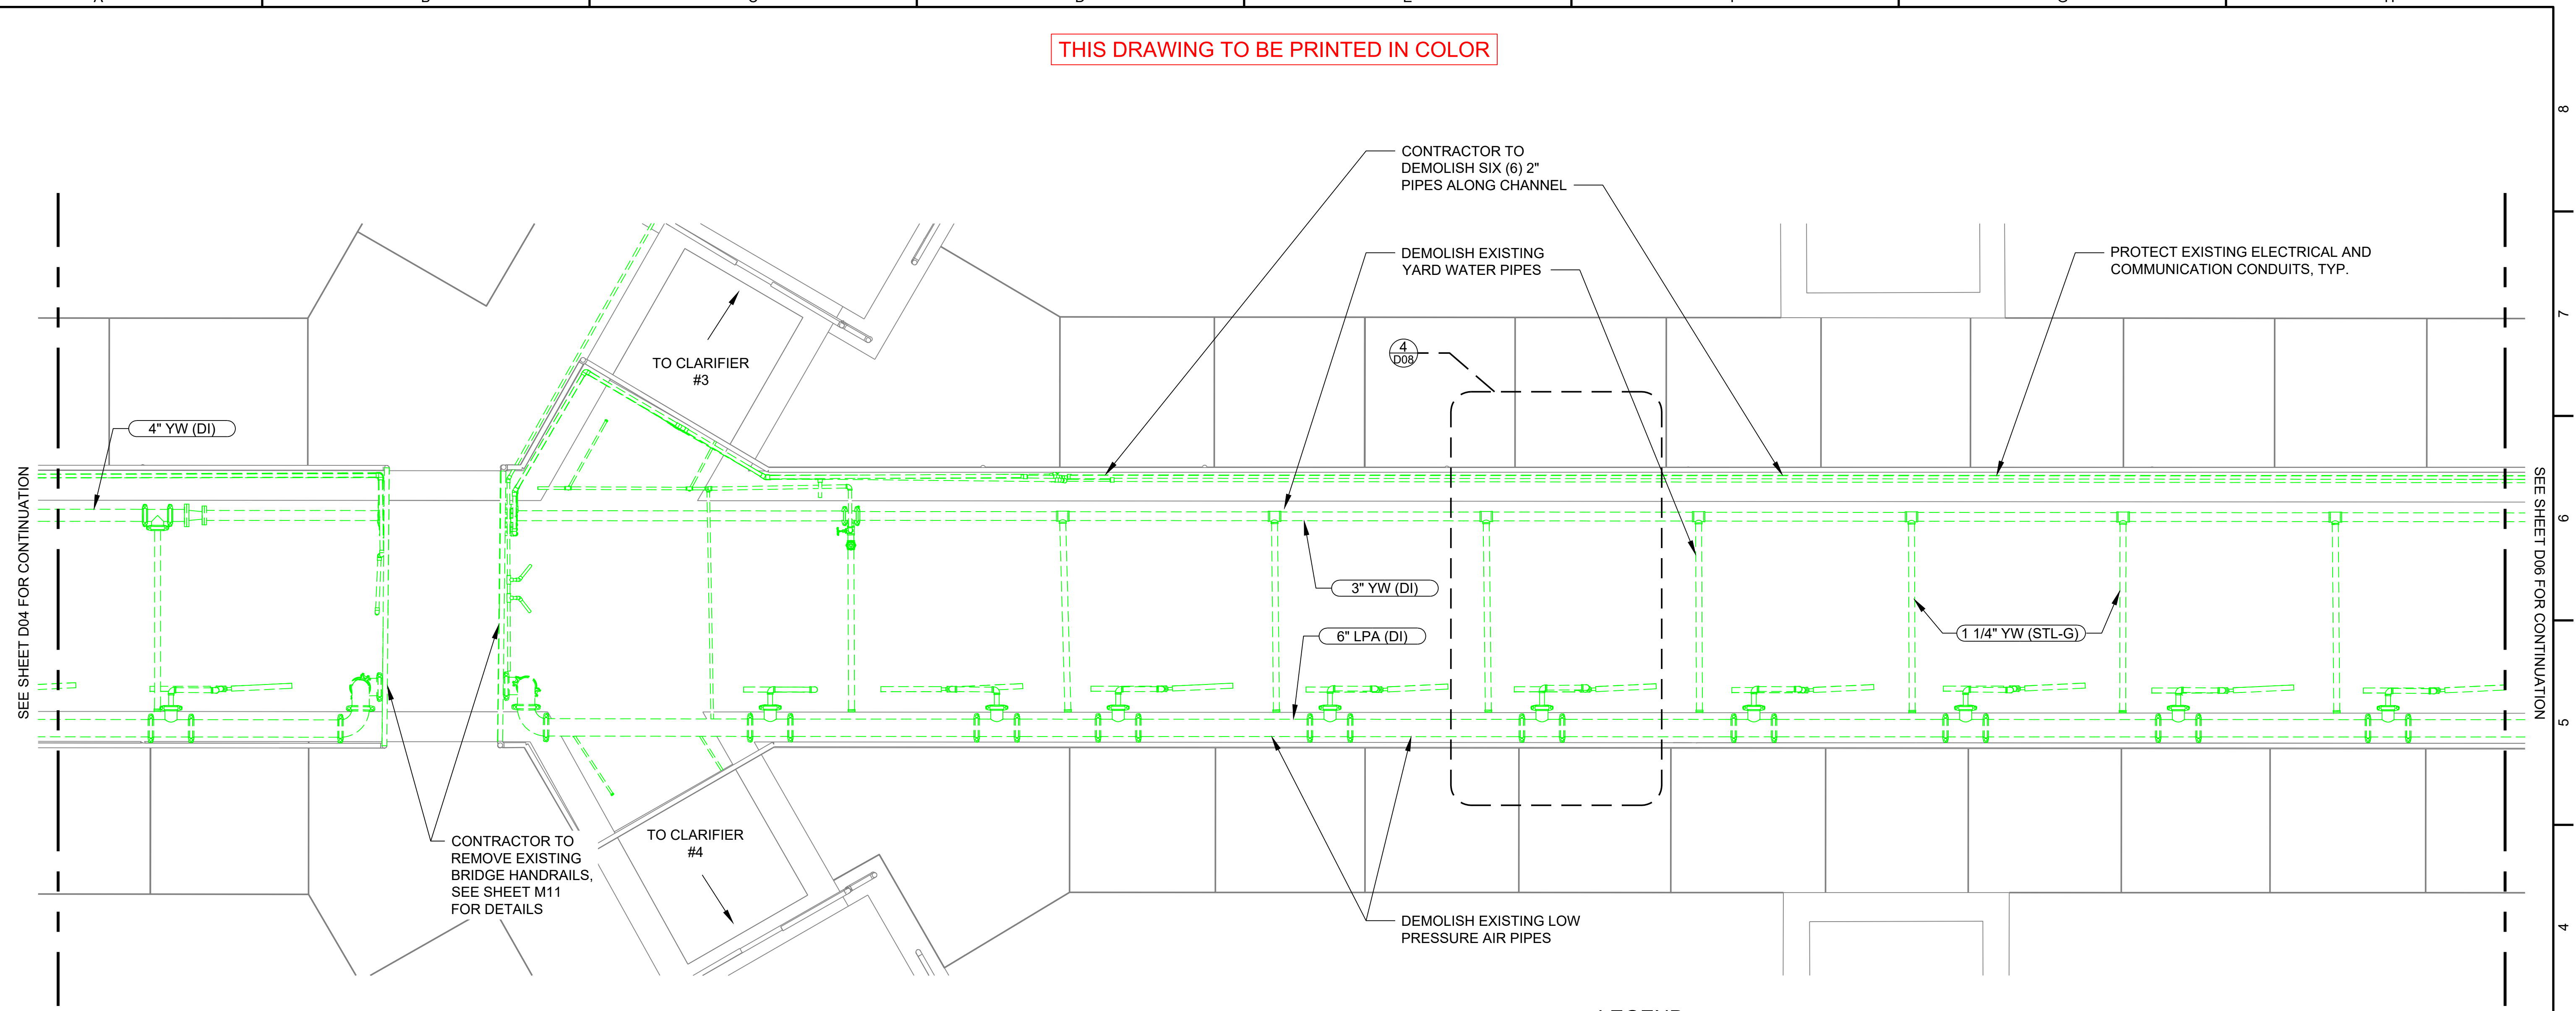 THIS DRAWING TO BE PRINTED IN COLOR
8
CONTRACTOR TO
DEMOLISH SIX (6) 2"
PIPES ALONG CHANNEL
DEMOLISH EXISTING
YARD WATER PIPES
PROTECT EXISTING ELECTRICAL AND
COMMUNICATION CONDUITS, TYP.
7
4
D08
TO CLARIFIER
#3
4" YW (DI)
SEE SHEET D04 FOR CONTINUATION
SEE SHEET D06 FOR CONTINUATION
6
3" YW (DI)
6" LPA (DI)
1 1/4" YW (STL-G)
5
CONTRACTOR TO
REMOVE EXISTING
BRIDGE HANDRAILS,
SEE SHEET M11
FOR DETAILS
TO CLARIFIER
#4
DEMOLISH EXISTING LOW
PRESSURE AIR PIPES
4